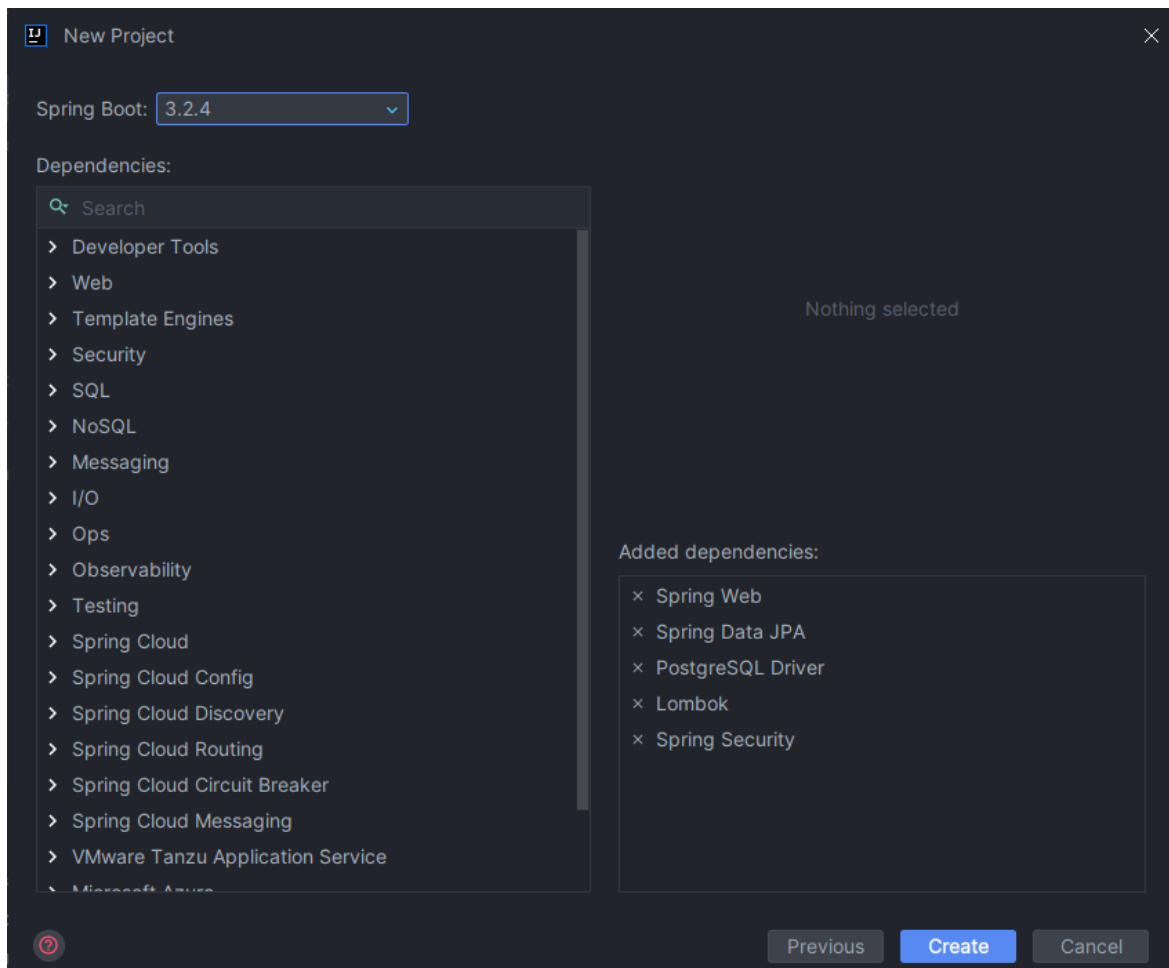 New Project
Spring Boot: 3.2.4
Dependencies:
Search
Developer Tools
Web
Template Engines
Security
SQL
NoSQL
Messaging
I/O
Ops
Observability
Testing
Spring Cloud
Spring Cloud Config
Spring Cloud Discovery
Spring Cloud Routing
Spring Cloud Circuit Breaker
Spring Cloud Messaging
VMware Tanzu Application Service
Microsoft Azure
Nothing selected
Added dependencies:
Spring Web
Spring Data JPA
PostgreSQL Driver
Lombok
Spring Security
Previous
Create
Cancel